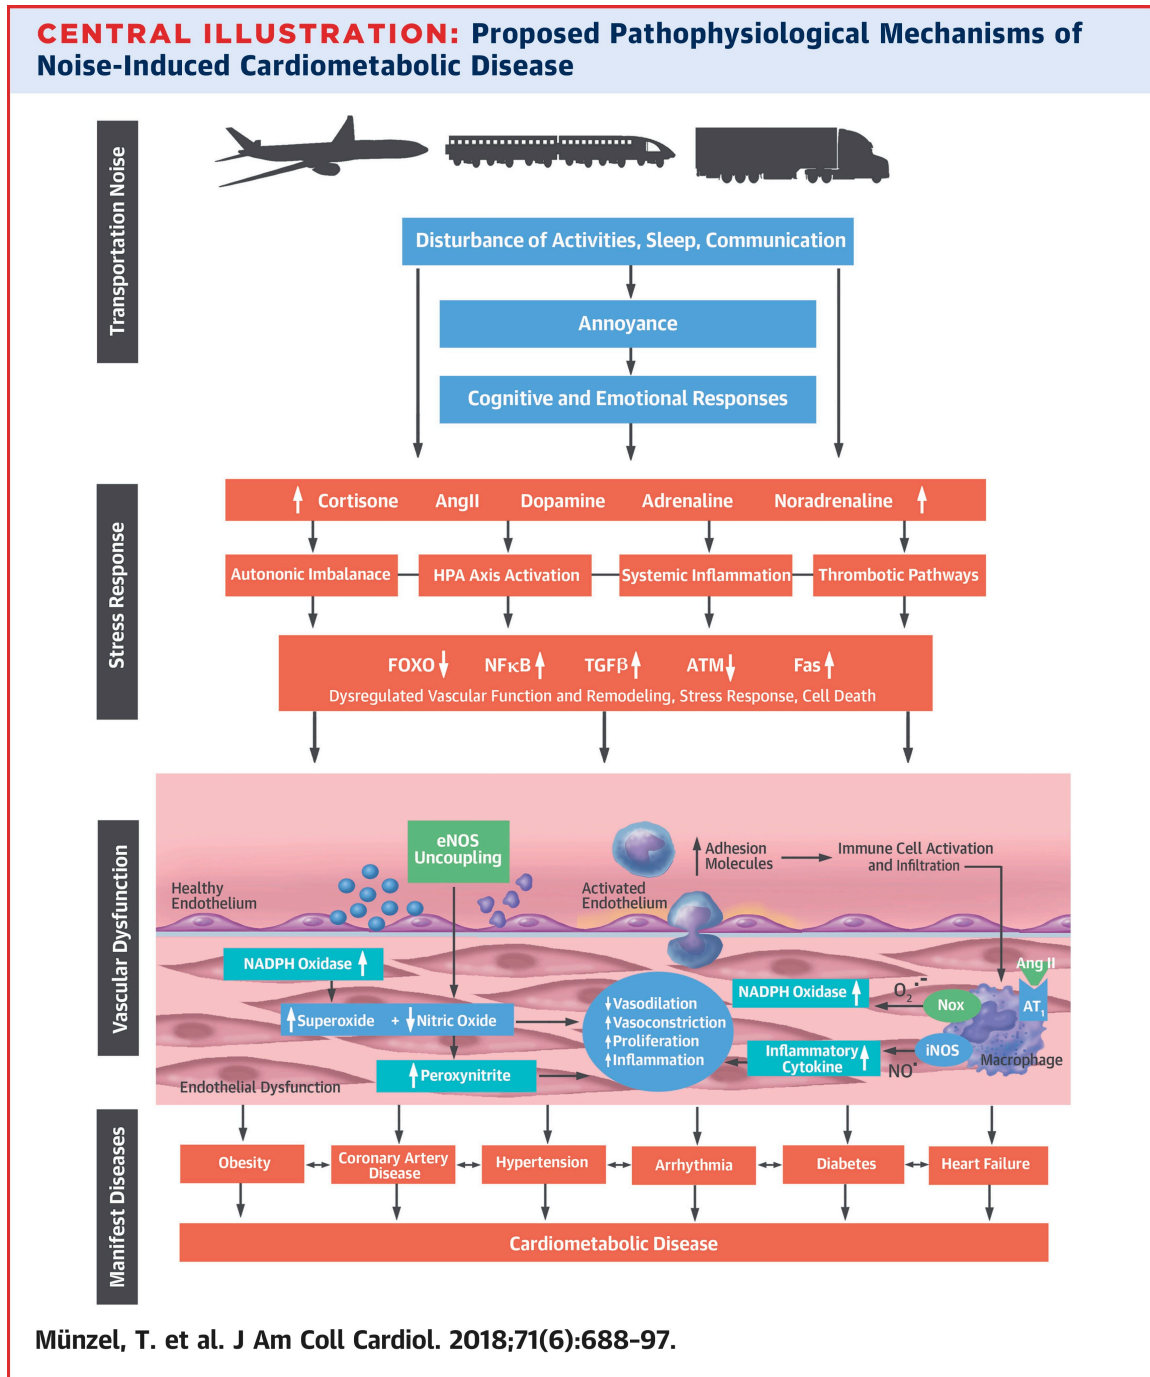 CENTRAL ILLUSTRATION: Proposed Pathophysiological Mechanisms of
Noise-Induced Cardiometabolic Disease
Transportation Noise
Disturbance of Activities, Sleep, Communication
Annoyance
Cognitive and Emotional Responses
Stress Response
Cortisone AngII Dopamine Adrenaline Noradrenaline
Autononic Imbalanace HPA Axis Activation Systemic Inflammation Thrombotic Pathways
FOXO NFκB TGFβ ATM Fas
Dysregulated Vascular Function and Remodeling, Stress Response, Cell Death
Vascular Dysfunction
eNOS
Uncoupling
Adhesion
Molecules
Immune Cell Activation
and Infiltration
Healthy
Endothelium
Activated
Endothelium
NADPH Oxidase
Superoxide + Nitric Oxide
Peroxynitrite
Endothelial Dysfunction
Vasodilation
Vasoconstriction
Proliferation
Inflammation
NADPH Oxidase
O₂•-
Nox
Ang II
AT₁
Inflammatory
Cytokine
NO•
iNOS
Macrophage
Manifest Diseases
Obesity
Coronary Artery
Disease
Hypertension
Arrhythmia
Diabetes
Heart Failure
Cardiometabolic Disease
Münzel, T. et al. J Am Coll Cardiol. 2018;71(6):688-97.